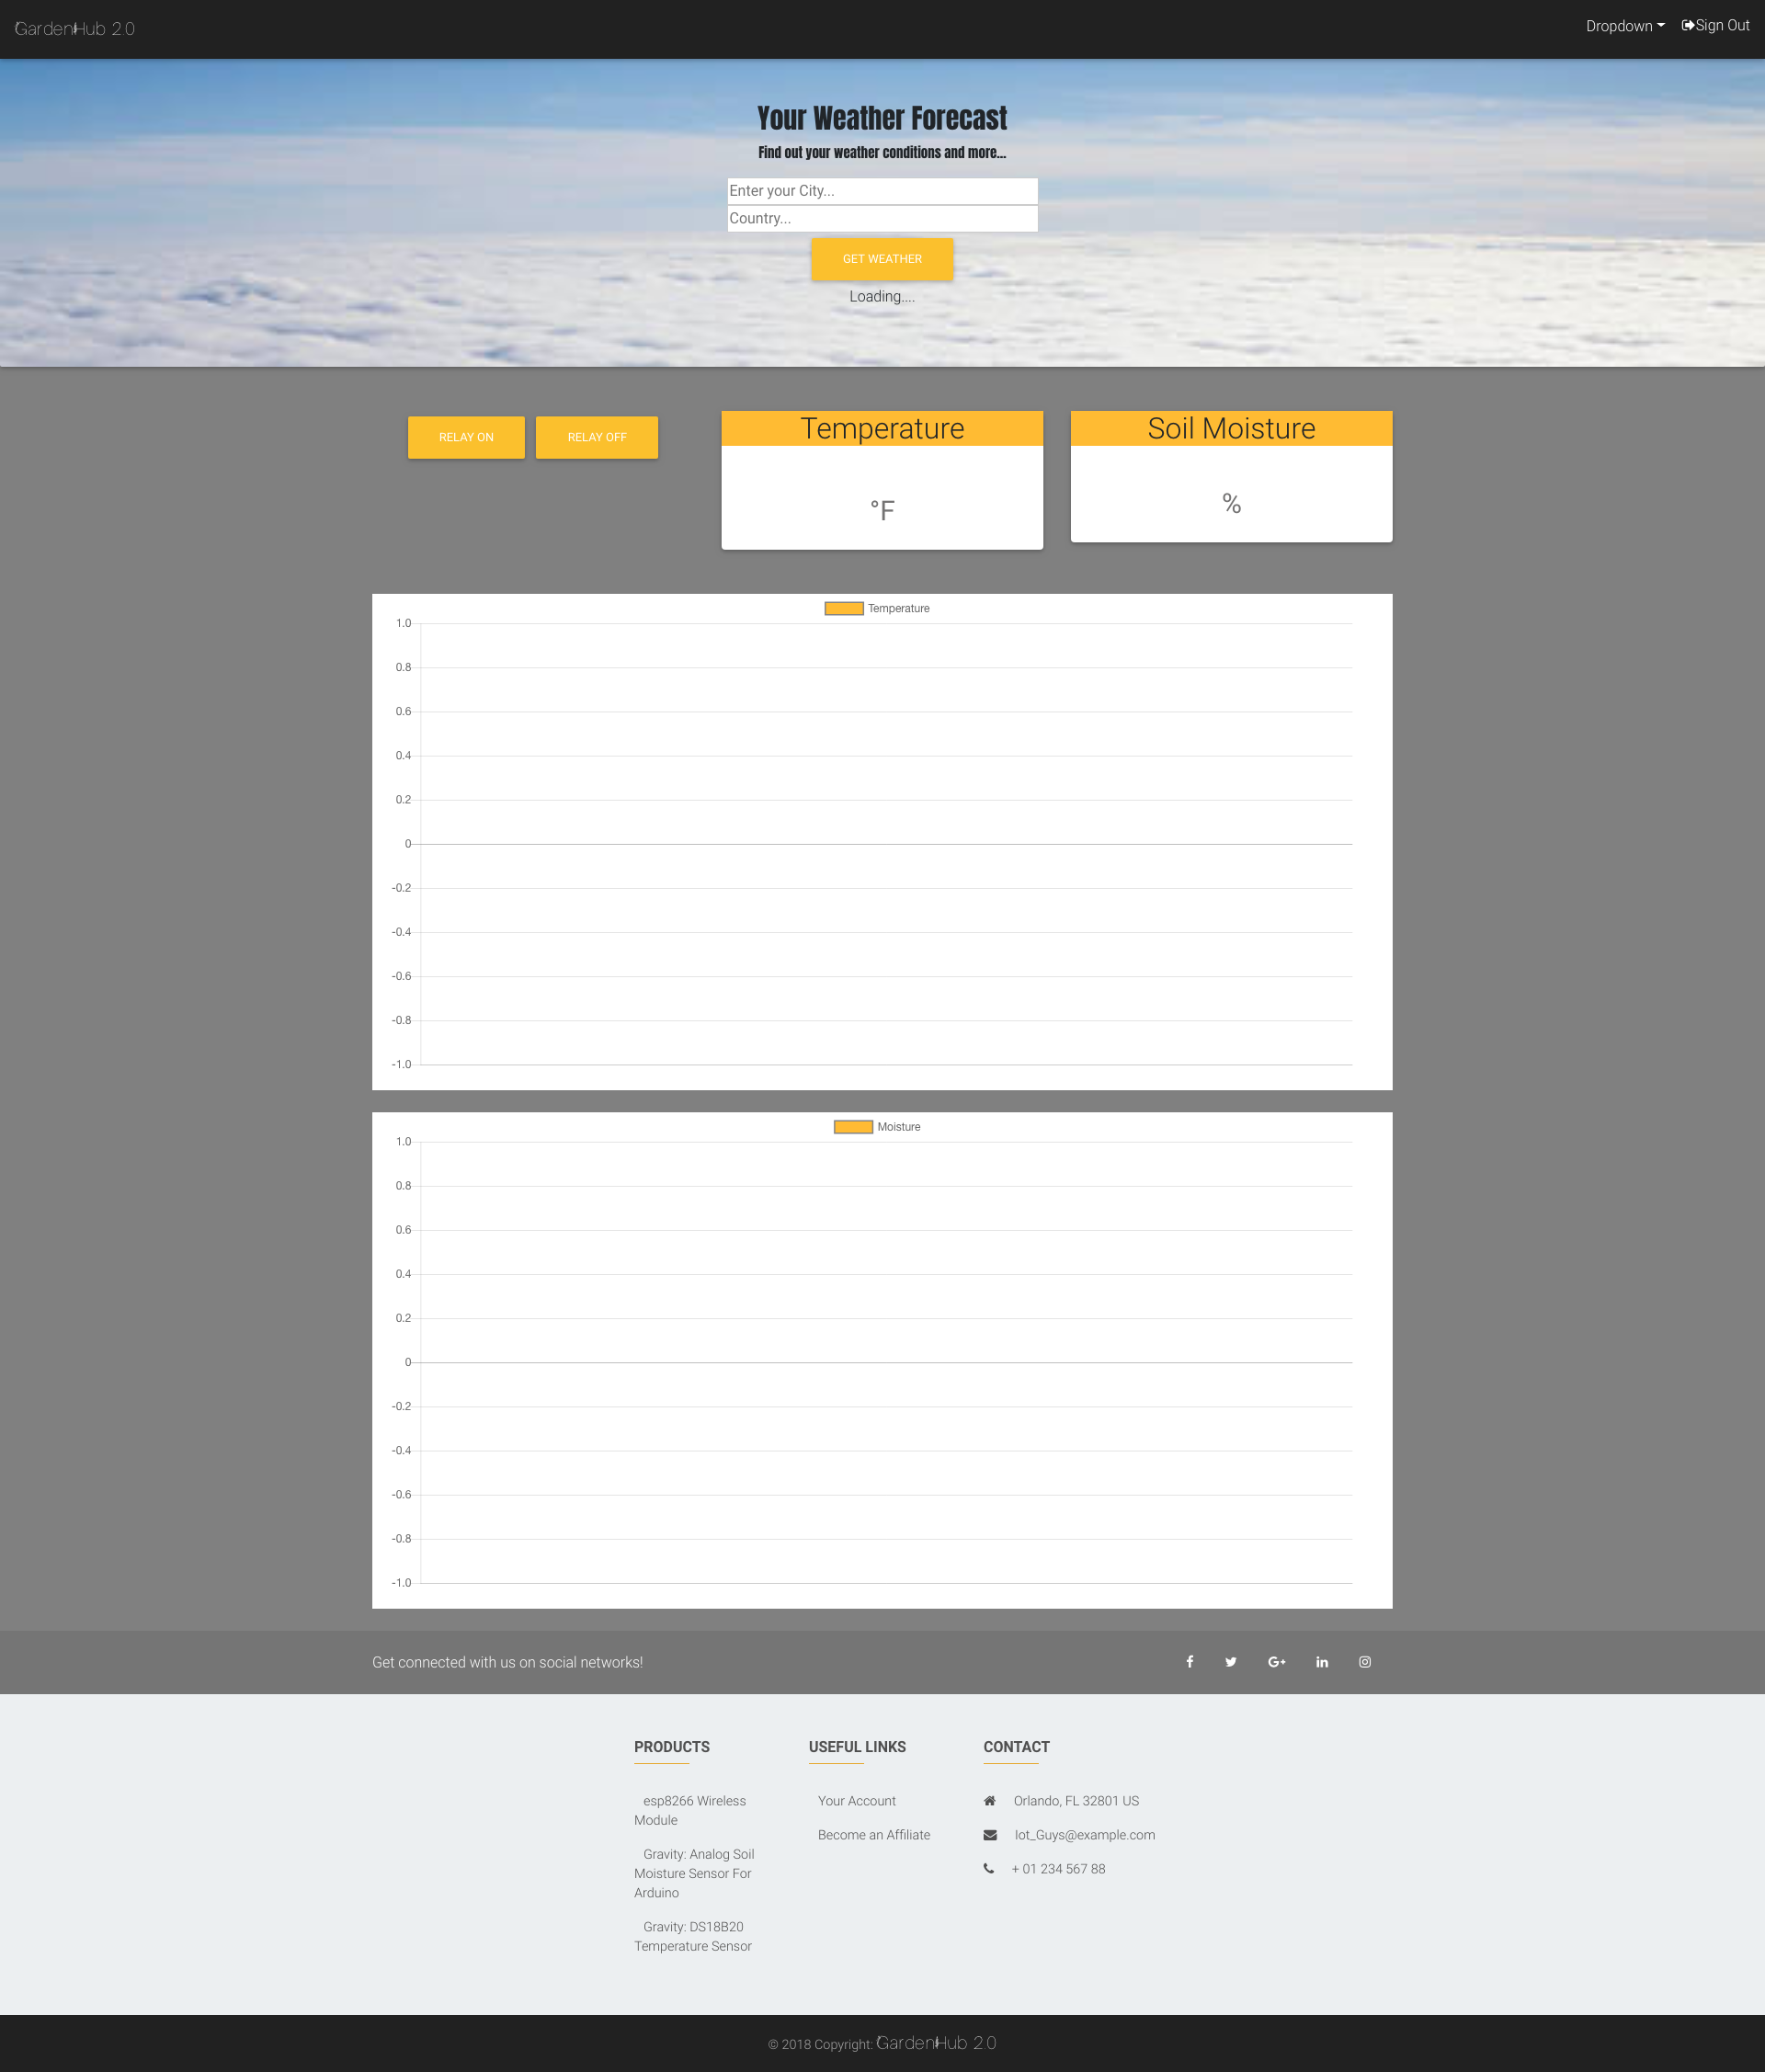 GardenHub 2.0
Dropdown
Sign Out
Your Weather Forecast
Find out your weather conditions and more...
Enter your City...
Country...
GET WEATHER
Loading....
RELAY ON
RELAY OFF
Temperature
°F
Soil Moisture
%
Temperature
1.0
0.8
0.6
0.4
0.2
0
-0.2
-0.4
-0.6
-0.8
-1.0
Moisture
1.0
0.8
0.6
0.4
0.2
0
-0.2
-0.4
-0.6
-0.8
-1.0
Get connected with us on social networks!
PRODUCTS
esp8266 Wireless
Module
Gravity: Analog Soil
Moisture Sensor For
Arduino
Gravity: DS18B20
Temperature Sensor
USEFUL LINKS
Your Account
Become an Affiliate
CONTACT
Orlando, FL 32801 US
Iot_Guys@example.com
+ 01 234 567 88
© 2018 Copyright: GardenHub 2.0